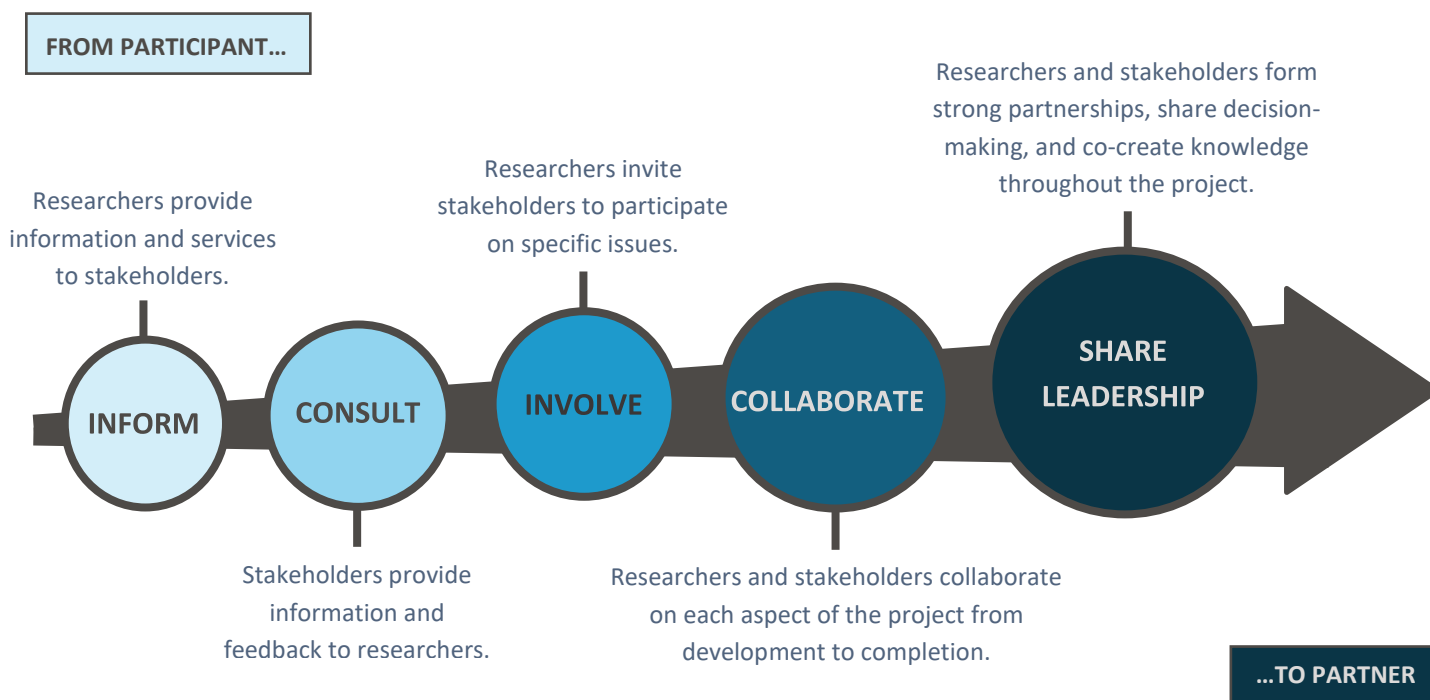 FROM PARTICIPANT...
Researchers provide
information and services
to stakeholders.
INFORM
CONSULT
Stakeholders provide
information and
feedback to researchers.
Researchers invite
stakeholders to participate
on specific issues.
INVOLVE
COLLABORATE
Researchers and stakeholders collaborate
on each aspect of the project from
development to completion.
Researchers and stakeholders form
strong partnerships, share decision-
making, and co-create knowledge
throughout the project.
SHARE
LEADERSHIP
...TO PARTNER